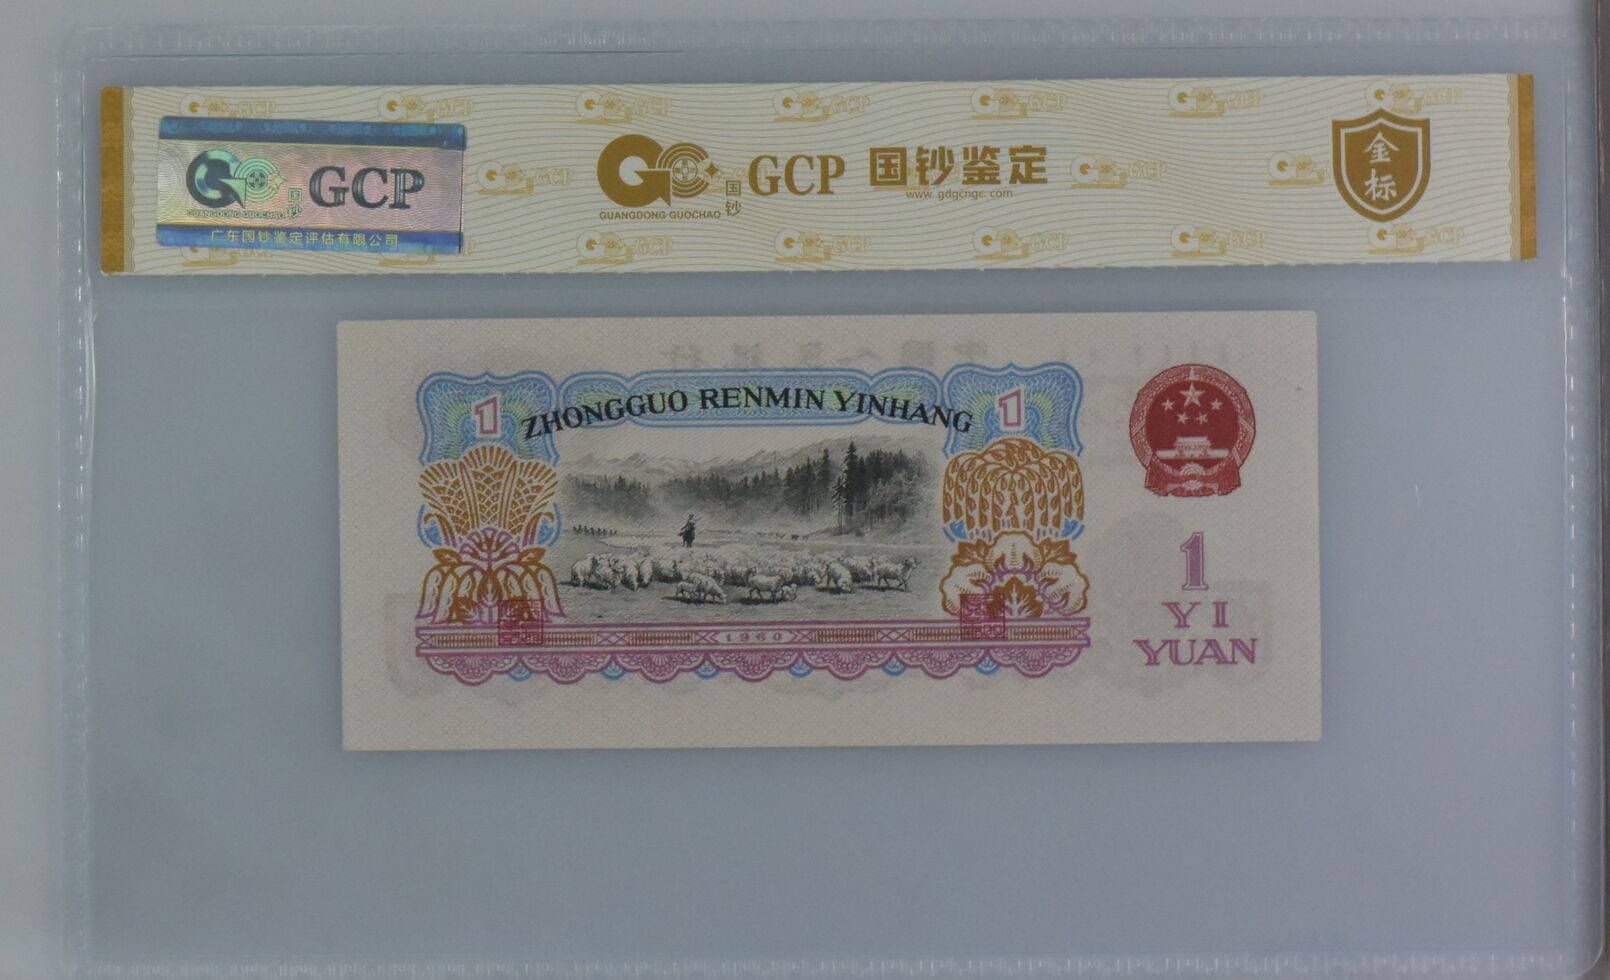 GCP
国钞
GUANGDONG GUOCHAO
广东国钞鉴定评估有限公司
GCP 国钞鉴定
国钞
GUANGDONG GUOCHAO
www.gdgcngc.com
金标
1
ZHONGGUO RENMIN YINHANG
1
1960
1
YI
YUAN